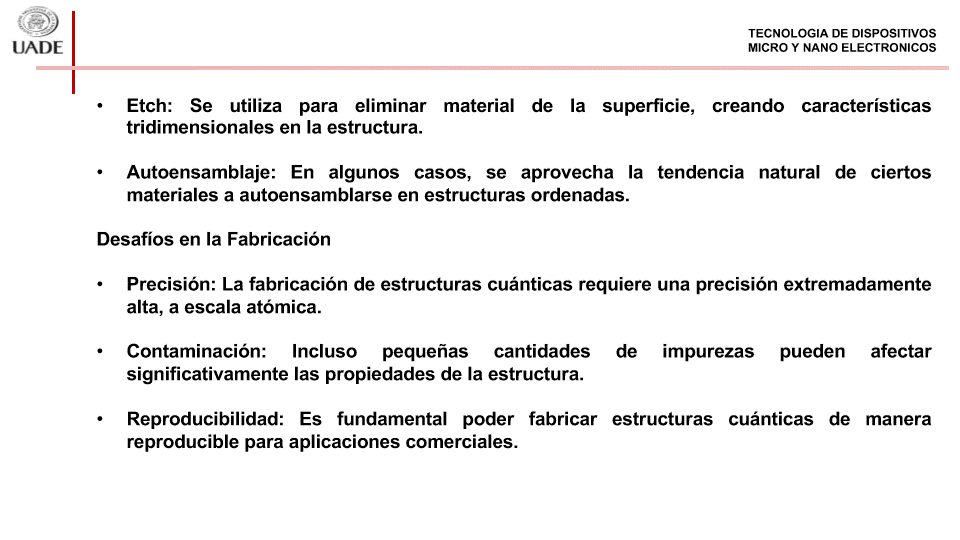 UADE
TECNOLOGIA DE DISPOSITIVOS
MICRO Y NANO ELECTRONICOS
• Etch: Se utiliza para eliminar material de la superficie, creando características
tridimensionales en la estructura.
• Autoensamblaje: En algunos casos, se aprovecha la tendencia natural de ciertos
materiales a autoensamblarse en estructuras ordenadas.
Desafíos en la Fabricación
• Precisión: La fabricación de estructuras cuánticas requiere una precisión extremadamente
alta, a escala atómica.
• Contaminación: Incluso pequeñas cantidades de impurezas pueden afectar
significativamente las propiedades de la estructura.
• Reproducibilidad: Es fundamental poder fabricar estructuras cuánticas de manera
reproducible para aplicaciones comerciales.